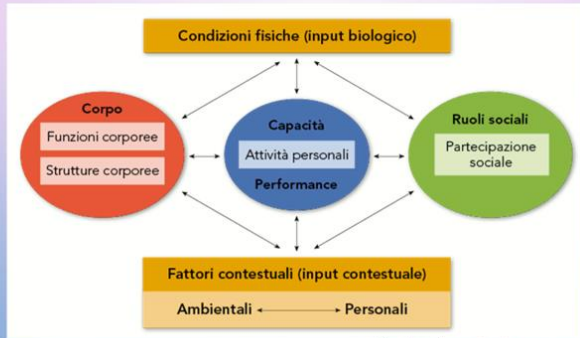 Condizioni fisiche (input biologico)
Corpo
Funzioni corporee
Strutture corporee
Capacità
Attività personali
Performance
Ruoli sociali
Partecipazione
sociale
Fattori contestuali (input contestuale)
Ambientali
Personali